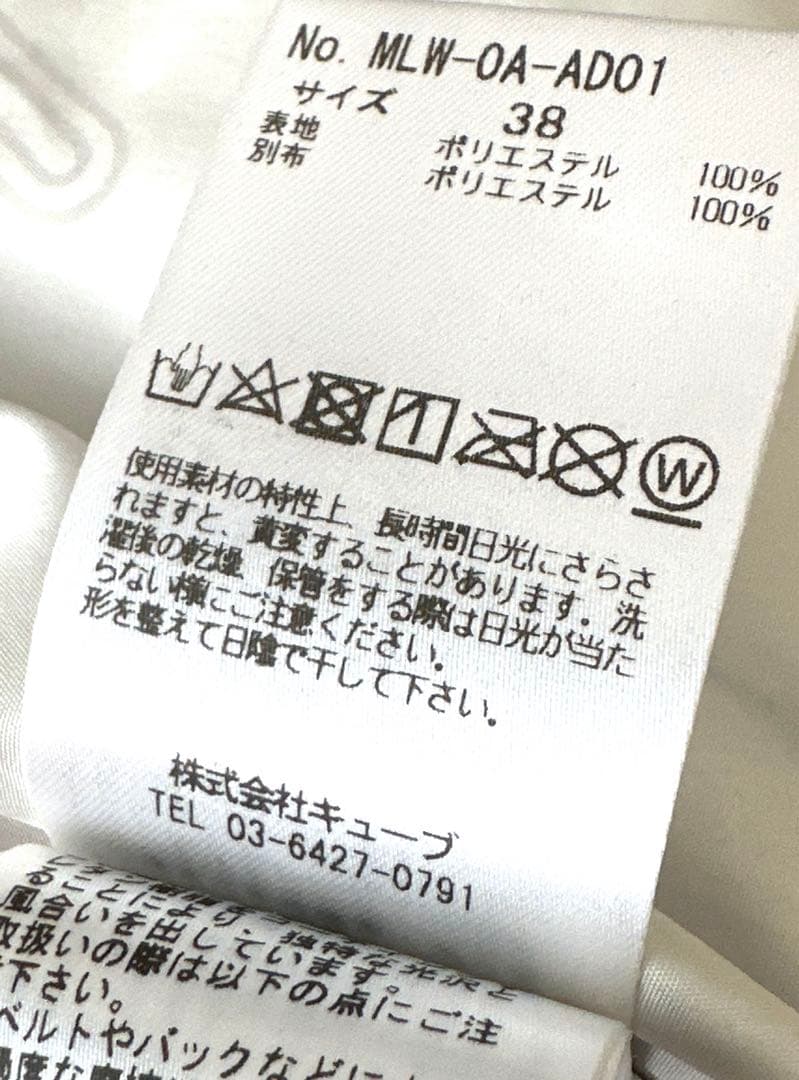 No. MLW-OA-AD01
サイズ 38
表地 ポリエステル 100%
別布 ポリエステル 100%
W
使用素材の特性上、長時間日光にさらさ
れますと、黄変することがあります。洗
濯後の乾燥、保管をする際は日光が当た
らない様にご注意ください。
形を整えて日陰で干して下さい。
株式会社キューブ
TEL 03-6427-0791
独特な光沢と
風合いを出しています。
取扱いの際は以下の点にご注
下さい。
ベルトやバックなどに